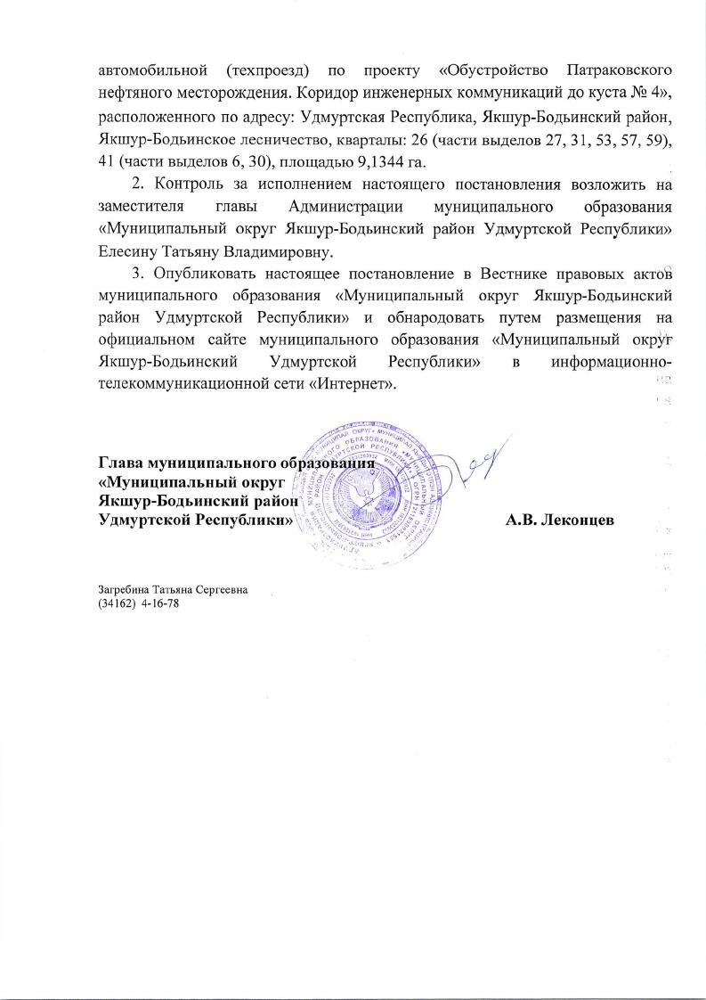 автомобильной (техпроезд) по проекту «Обустройство Патраковского
нефтяного месторождения. Коридор инженерных коммуникаций до куста № 4»,
расположенного по адресу: Удмуртская Республика, Якшур-Бодьинский район,
Якшур-Бодьинское лесничество, кварталы: 26 (части выделов 27, 31, 53, 57, 59),
41 (части выделов 6, 30), площадью 9,1344 га.
2. Контроль за исполнением настоящего постановления возложить на
заместителя главы Администрации муниципального образования
«Муниципальный округ Якшур-Бодьинский район Удмуртской Республики»
Елесину Татьяну Владимировну.
3. Опубликовать настоящее постановление в Вестнике правовых актов
муниципального образования «Муниципальный округ Якшур-Бодьинский
район Удмуртской Республики» и обнародовать путем размещения на
официальном сайте муниципального образования «Муниципальный округ
Якшур-Бодьинский Удмуртской Республики» в информационно-
телекоммуникационной сети «Интернет».
Глава муниципального образования
«Муниципальный округ
Якшур-Бодьинский район
Удмуртской Республики»
А.В. Леконцев
Загребина Татьяна Сергеевна
(34162) 4-16-78